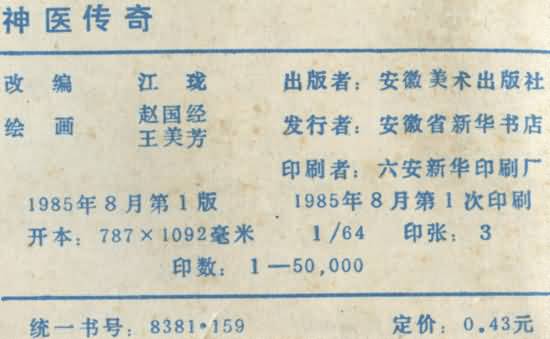 神医传奇
改编 江珑 出版者：安徽美术出版社
绘画 赵国经 王美芳 发行者：安徽省新华书店
印刷者：六安新华印刷厂
1985年8月第1版 1985年8月第1次印刷
开本：787×1092毫米 1/64 印张：3
印数：1—50,000
统一书号：8381·159 定价：0.43元